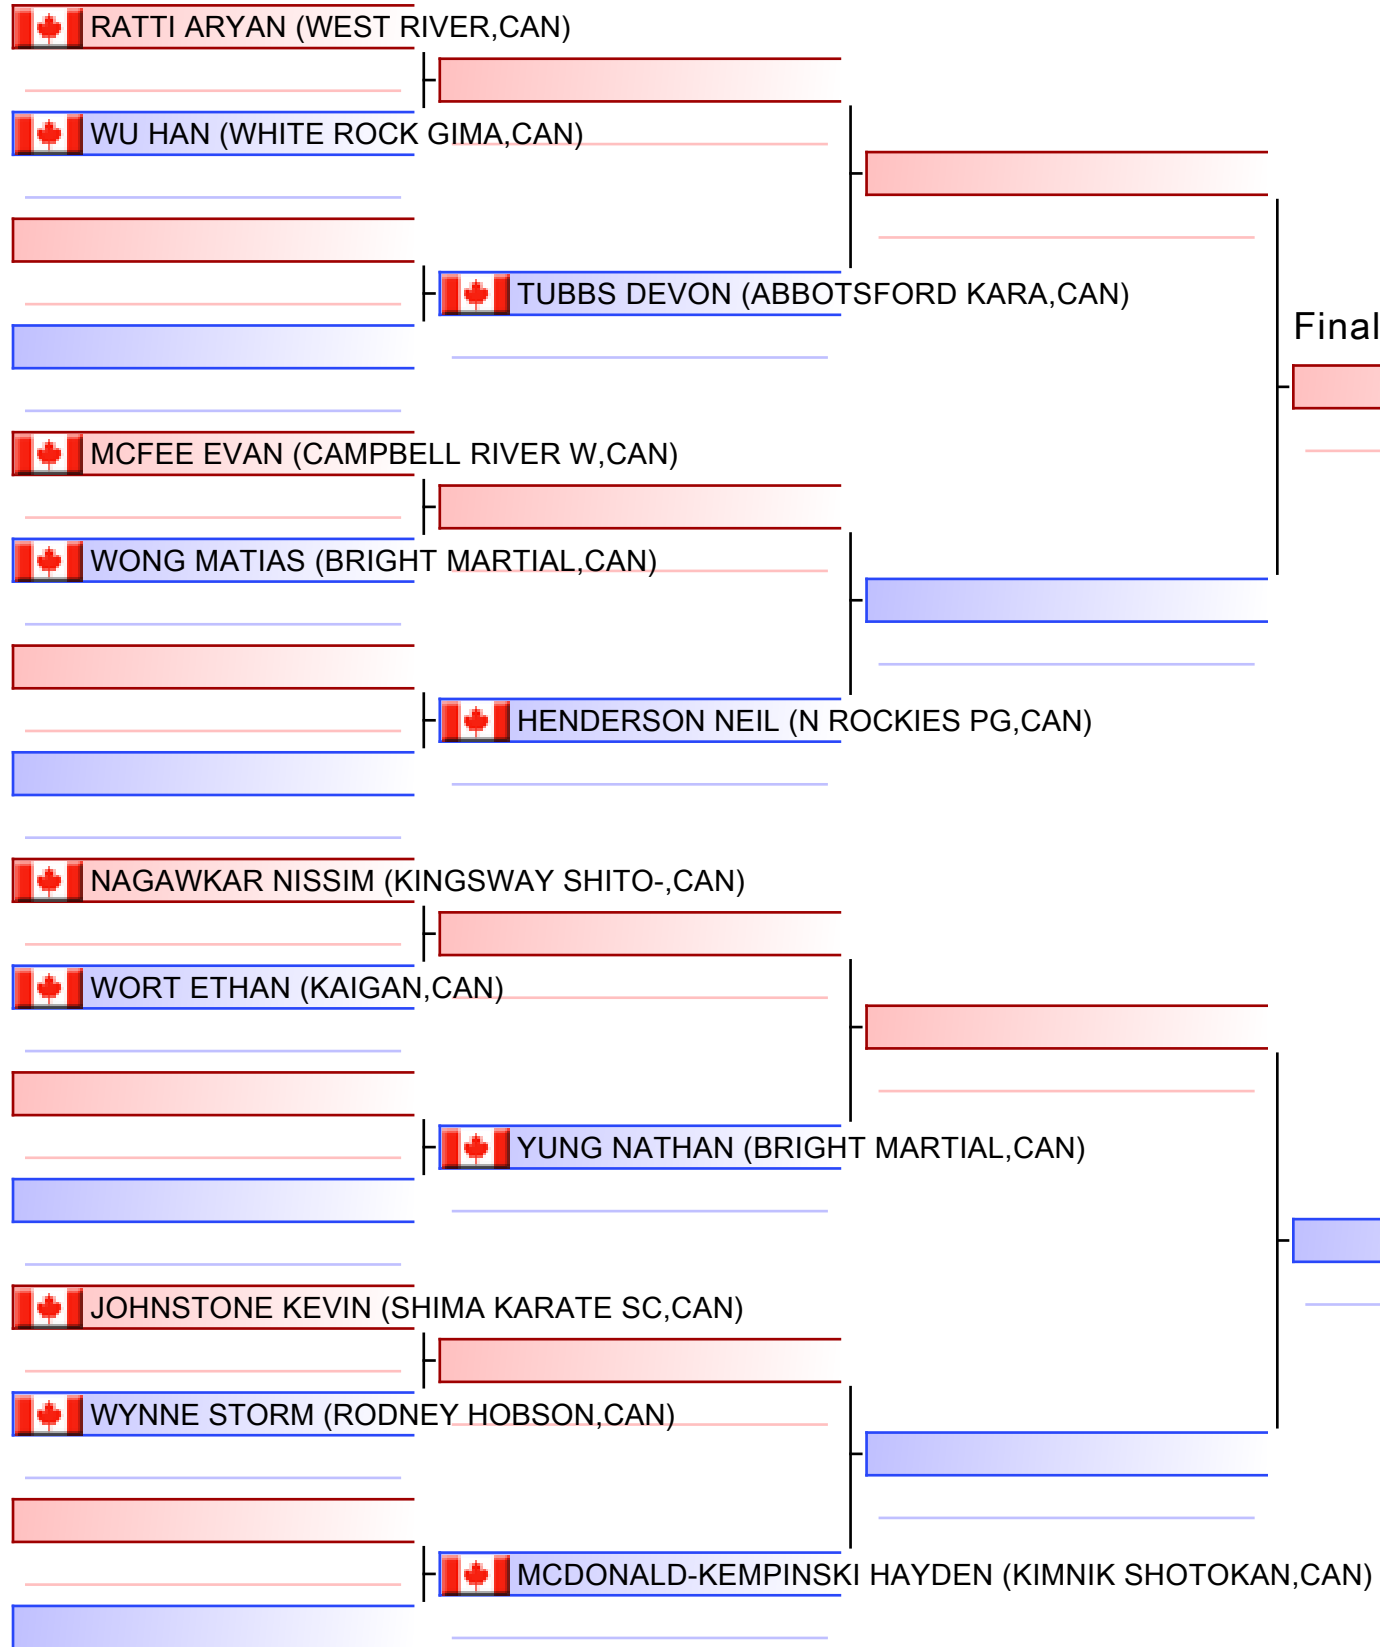 RATTI ARYAN (WEST RIVER,CAN)
WU HAN (WHITE ROCK GIMA,CAN)
TUBBS DEVON (ABBOTSFORD KARA,CAN)
Final
MCFEE EVAN (CAMPBELL RIVER W,CAN)
WONG MATIAS (BRIGHT MARTIAL,CAN)
HENDERSON NEIL (N ROCKIES PG,CAN)
NAGAWKAR NISSIM (KINGSWAY SHITO-,CAN)
WORT ETHAN (KAIGAN,CAN)
YUNG NATHAN (BRIGHT MARTIAL,CAN)
JOHNSTONE KEVIN (SHIMA KARATE SC,CAN)
WYNNE STORM (RODNEY HOBSON,CAN)
MCDONALD-KEMPINSKI HAYDEN (KIMNIK SHOTOKAN,CAN)